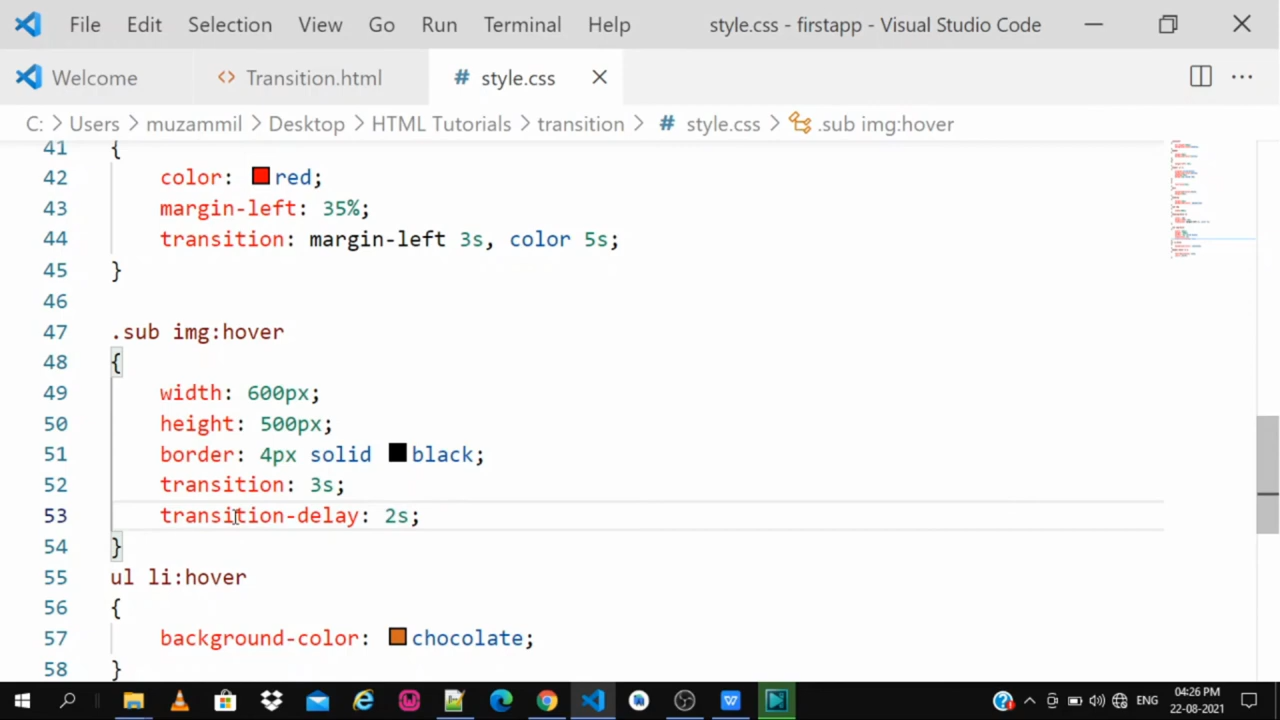 File Edit Selection View Go Run Terminal Help style.css - firstapp - Visual Studio Code
Welcome <> Transition.html # style.css
C: > Users > muzammil > Desktop > HTML Tutorials > transition > # style.css > .sub img:hover
41 {
42 color: red;
43 margin-left: 35%;
44 transition: margin-left 3s, color 5s;
45 }
46
47 .sub img:hover
48 {
49 width: 600px;
50 height: 500px;
51 border: 4px solid black;
52 transition: 3s;
53 transition-delay: 2s;
54 }
55 ul li:hover
56 {
57 background-color: chocolate;
58 }
ENG 04:26 PM
22-08-2021